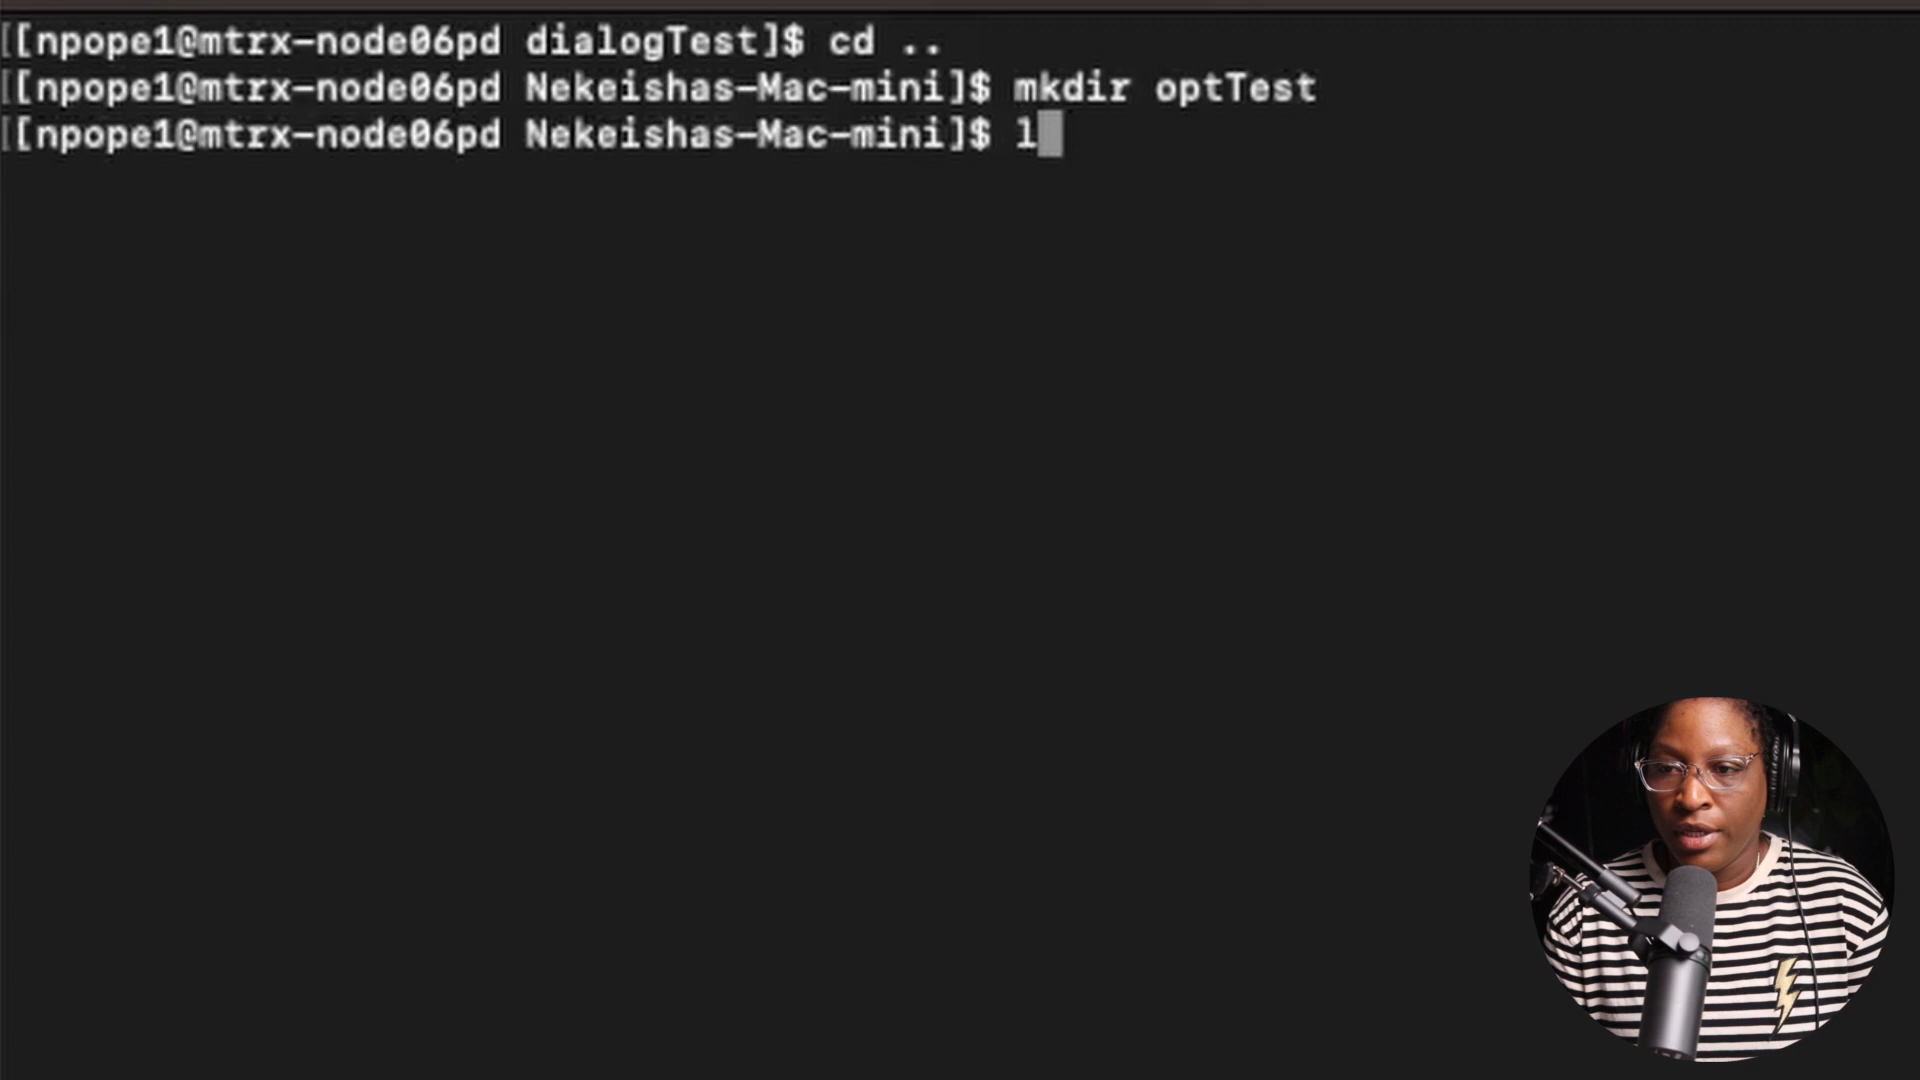 [[npope1@mtrx-node06pd dialogTest]$ cd ..
[[npope1@mtrx-node06pd Nekeishas-Mac-mini]$ mkdir optTest
[[npope1@mtrx-node06pd Nekeishas-Mac-mini]$ l